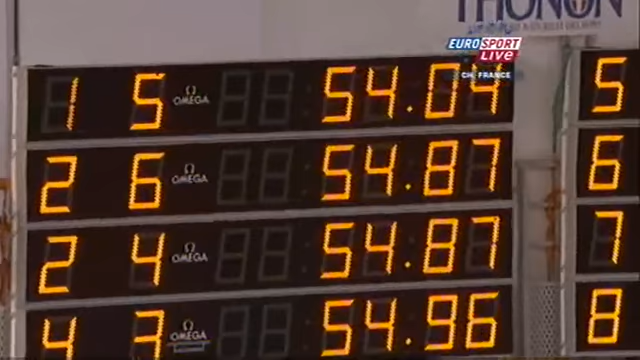 THONON
EUROSPORT
LIVE
CH, FRANCE
1 5 Ω OMEGA 54.04 5
2 6 Ω OMEGA 54.87 6
2 4 Ω OMEGA 54.87 7
4 3 Ω OMEGA 54.96 8